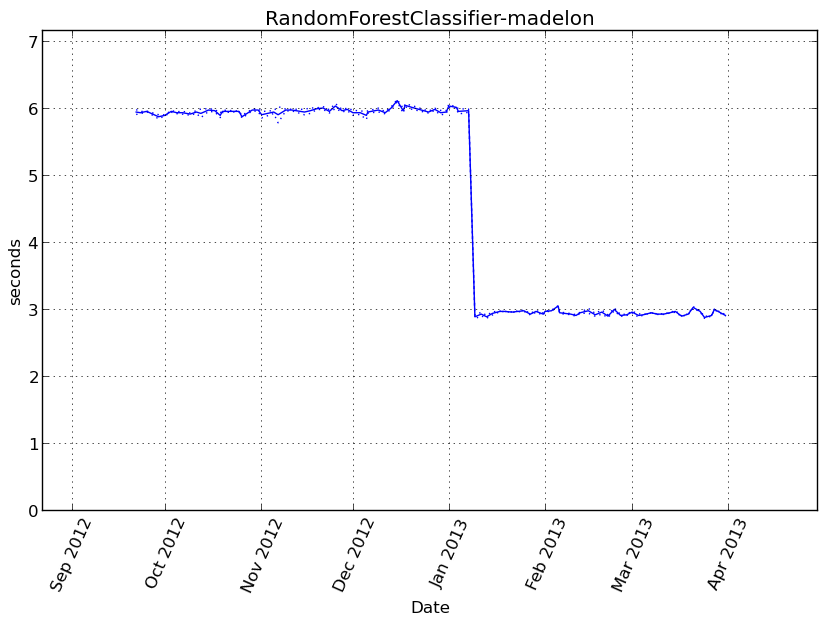 RandomForestClassifier-madelon
7
6
5
4
3
2
1
0
seconds
Sep 2012
Oct 2012
Nov 2012
Dec 2012
Jan 2013
Feb 2013
Mar 2013
Apr 2013
Date